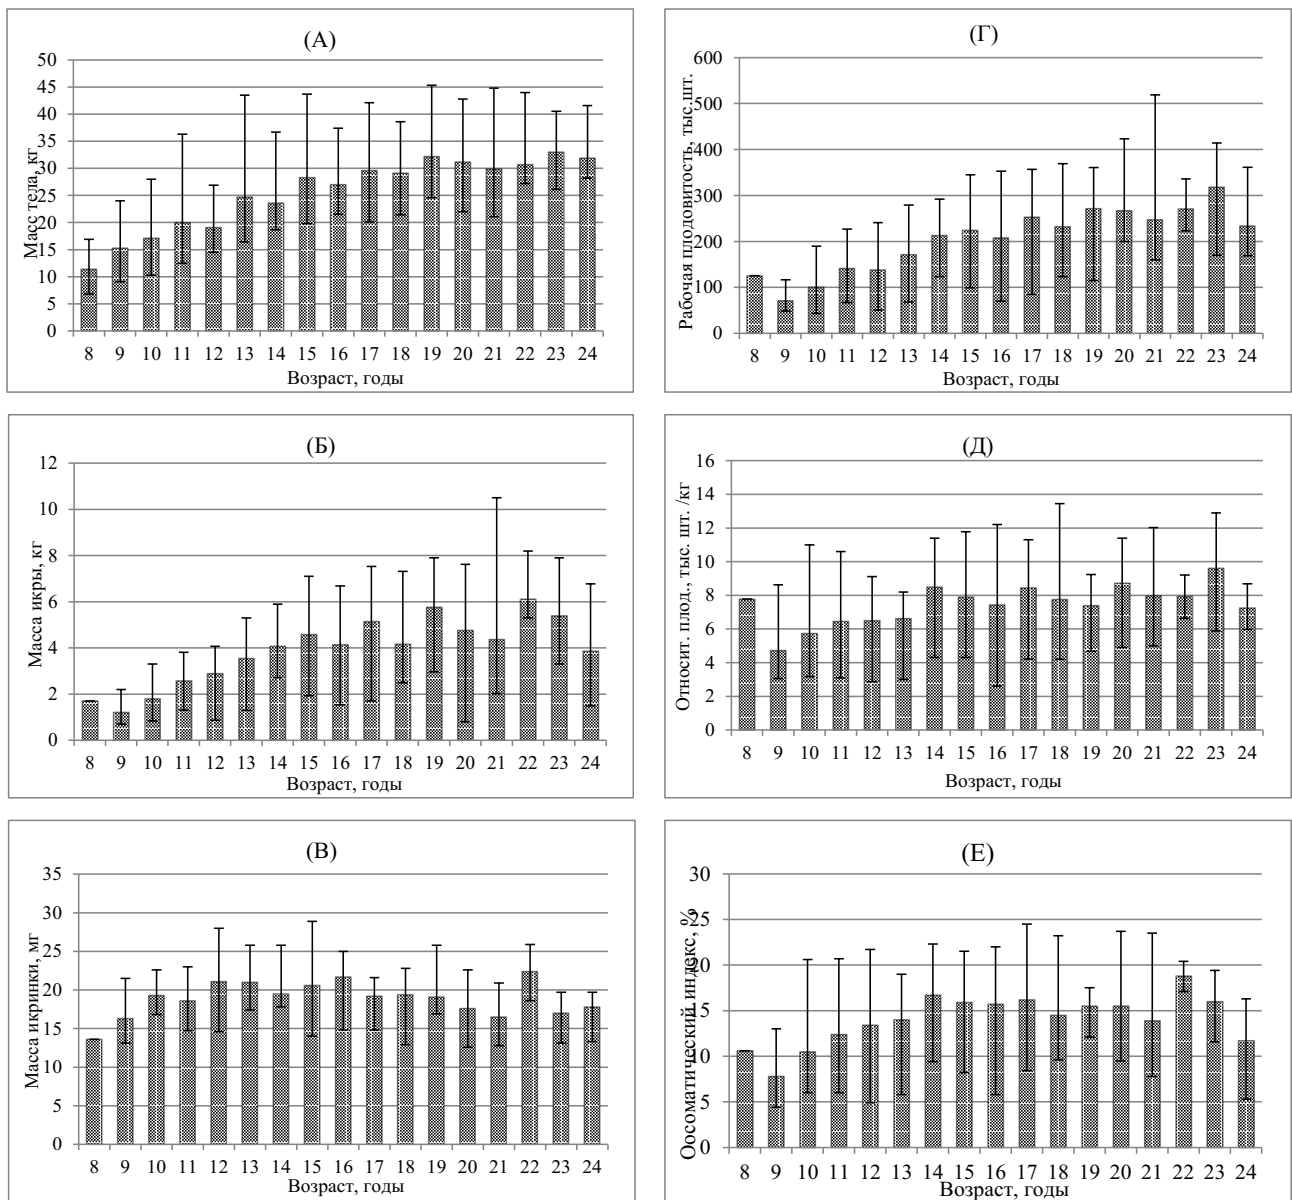 (А)
Масс тела, кг
50
45
40
35
30
25
20
15
10
5
0
8 9 10 11 12 13 14 15 16 17 18 19 20 21 22 23 24
Возраст, годы
(Г)
Рабочая плодовитость, тыс.шт.
600
500
400
300
200
100
0
8 9 10 11 12 13 14 15 16 17 18 19 20 21 22 23 24
Возраст, годы
(Б)
Масса икры, кг
12
10
8
6
4
2
0
8 9 10 11 12 13 14 15 16 17 18 19 20 21 22 23 24
Возраст, годы
(Д)
Относит. плод., тыс. шт. /кг
16
14
12
10
8
6
4
2
0
8 9 10 11 12 13 14 15 16 17 18 19 20 21 22 23 24
Возраст, годы
(В)
Масса икринки, мг
35
30
25
20
15
10
5
0
8 9 10 11 12 13 14 15 16 17 18 19 20 21 22 23 24
Возраст, годы
(Е)
Оосоматический индекс, %
30
25
20
15
10
5
0
8 9 10 11 12 13 14 15 16 17 18 19 20 21 22 23 24
Возраст, годы